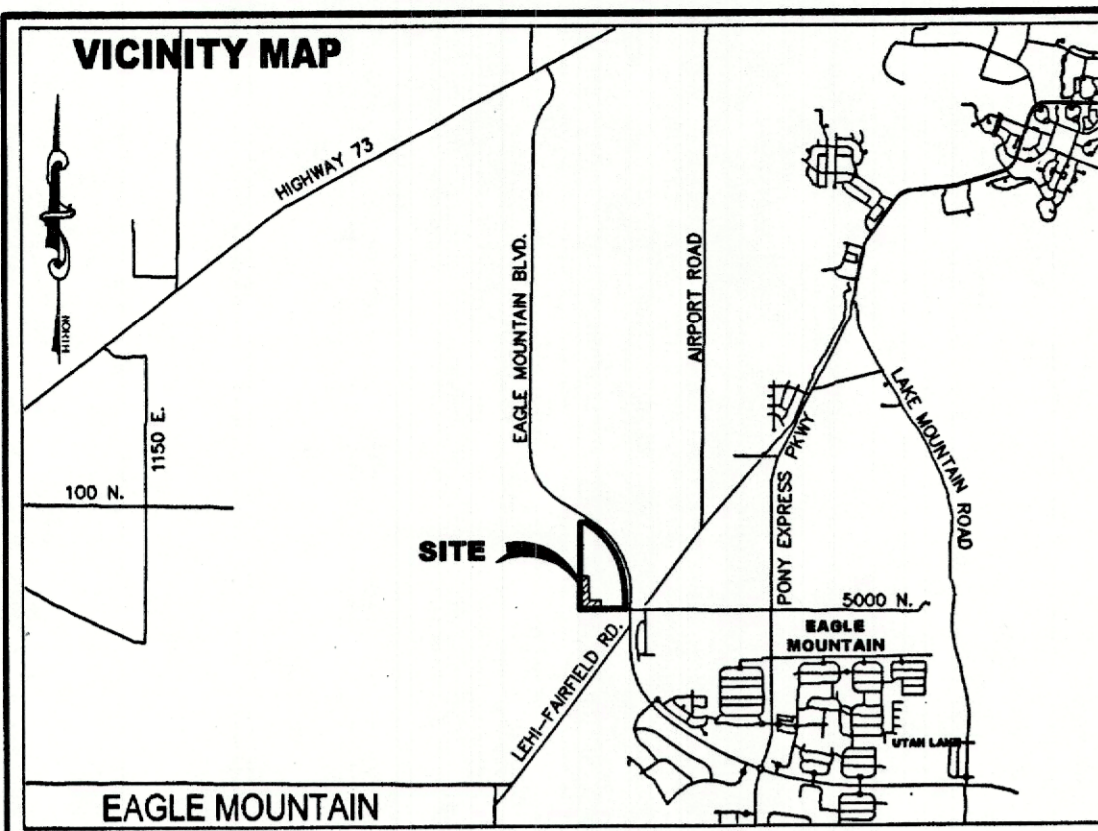 VICINITY MAP
HIGHWAY 73
EAGLE MOUNTAIN BLVD.
AIRPORT ROAD
1150 E.
100 N.
LAKE MOUNTAIN ROAD
PONY EXPRESS PKWY
SITE
5000 N.
EAGLE
MOUNTAIN
LEHI-FAIRFIELD RD.
UTAH LAKE
EAGLE MOUNTAIN